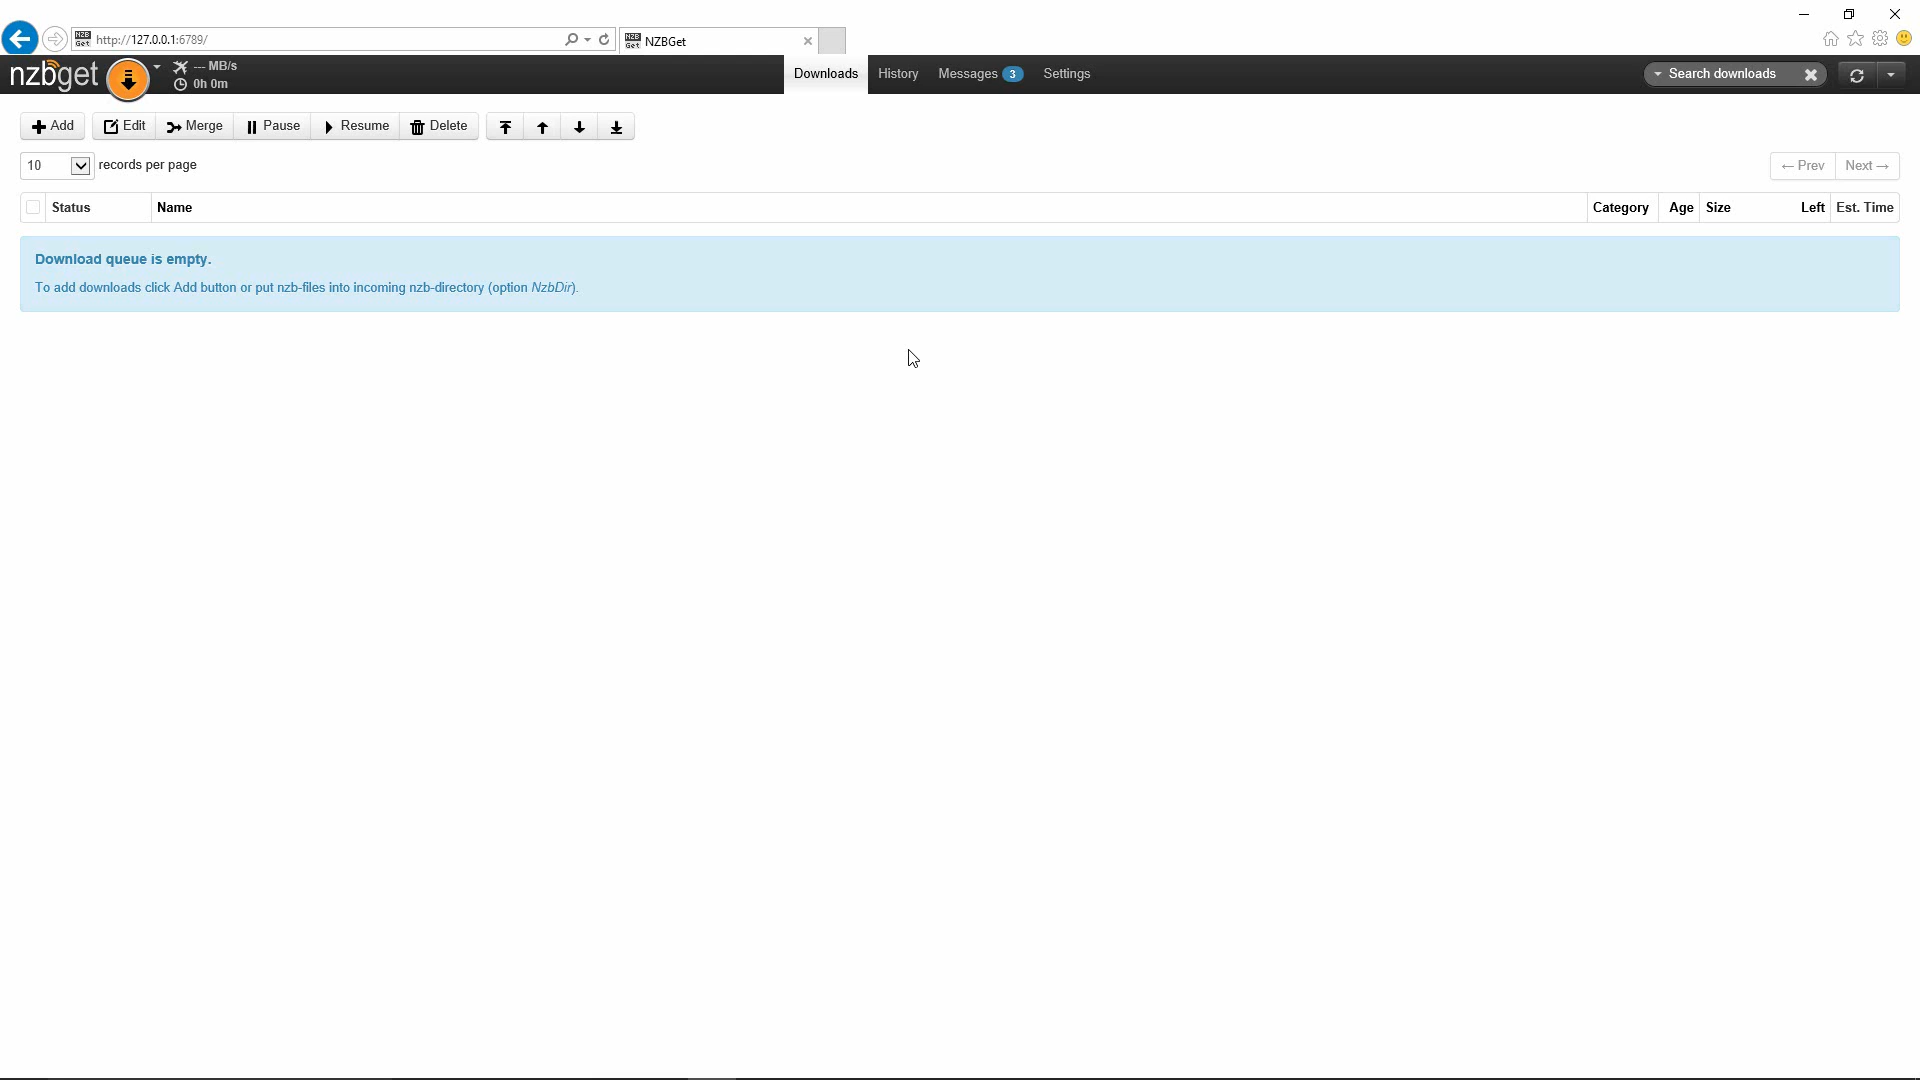 http://127.0.0.1:6789/
NZBGet
nzbget
--- MB/s
0h 0m
Downloads History Messages 3 Settings
Search downloads
Add Edit Merge Pause Resume Delete
10 records per page
← Prev Next →
Status Name Category Age Size Left Est. Time
Download queue is empty.
To add downloads click Add button or put nzb-files into incoming nzb-directory (option NzbDir).